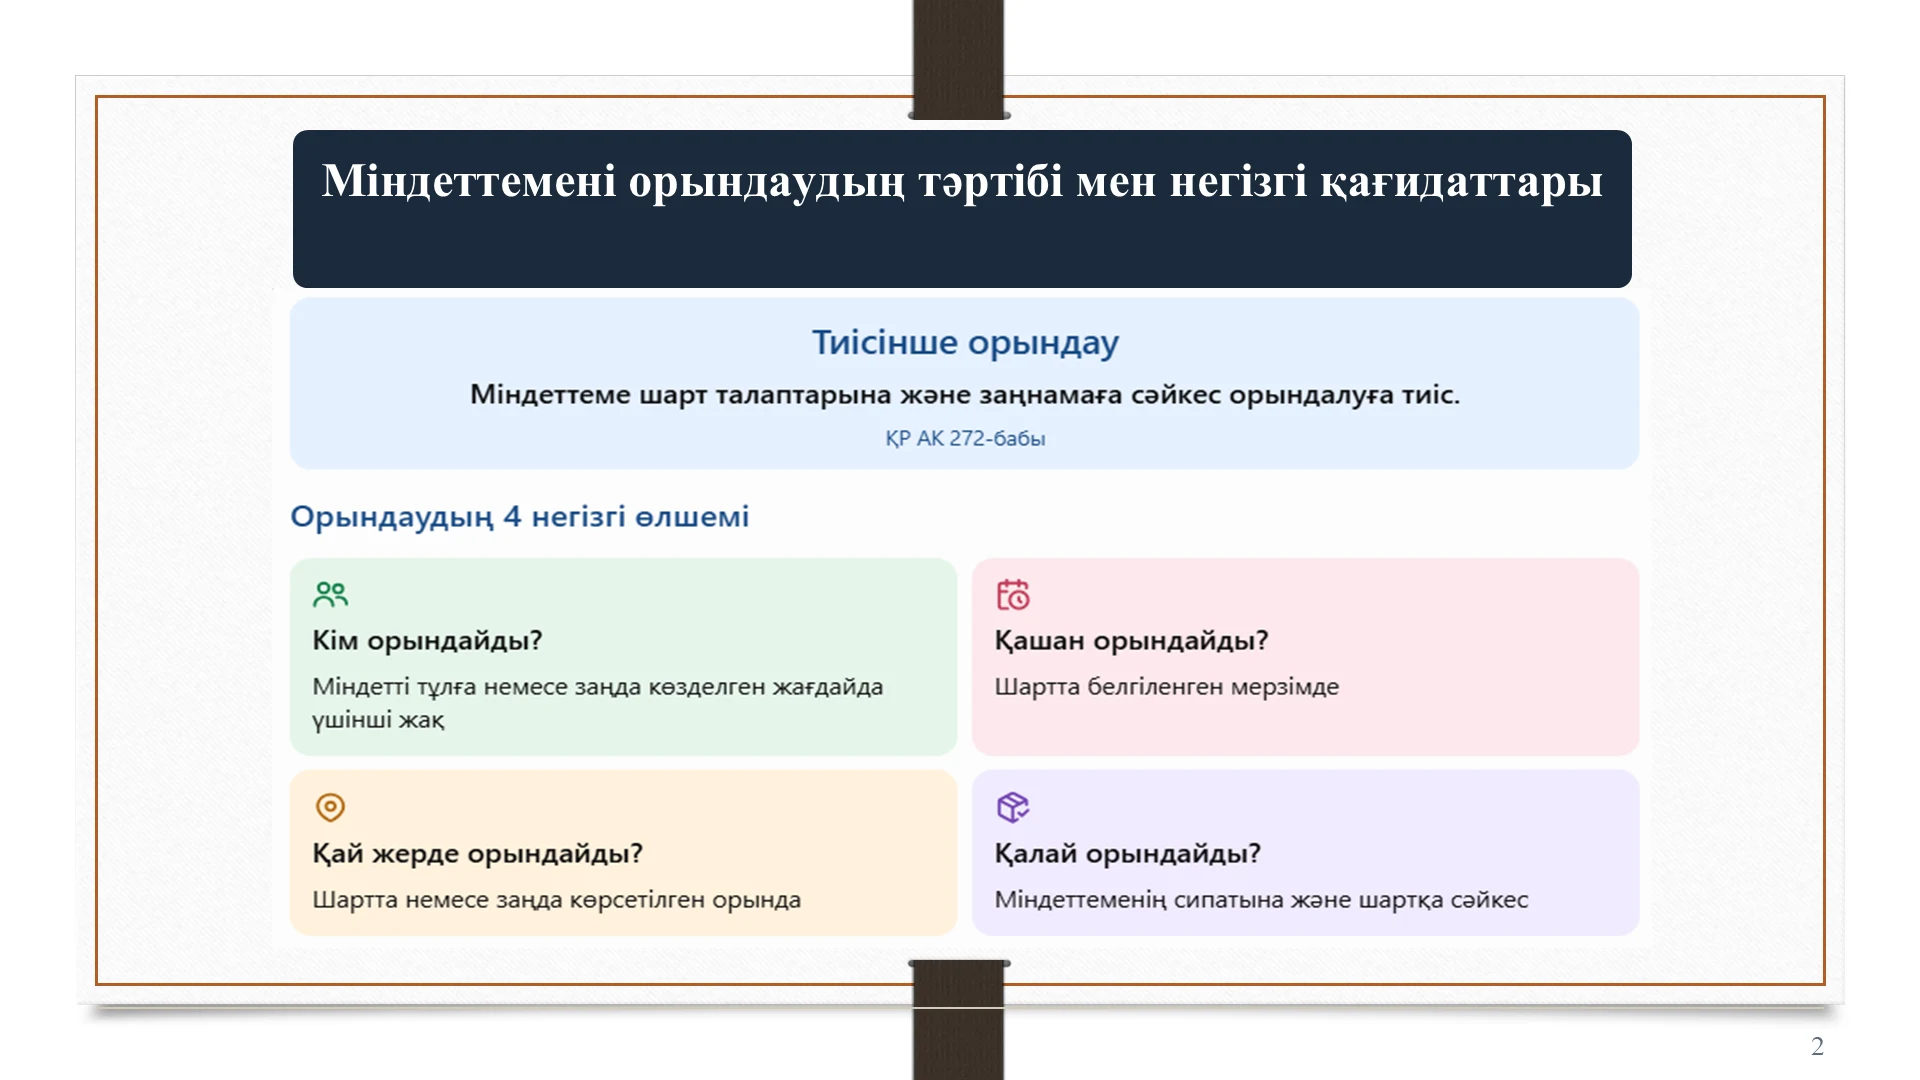 Міндеттемені орындаудың тәртібі мен негізгі қағидаттары
Тиісінше орындау
Міндеттеме шарт талаптарына және заңнамаға сәйкес орындалуға тиіс.
ҚР АК 272-бабы
Орындаудың 4 негізгі өлшемі
Кім орындайды?
Міндетті тұлға немесе заңда көзделген жағдайда
үшінші жақ
Қашан орындайды?
Шартта белгіленген мерзімде
Қай жерде орындайды?
Шартта немесе заңда көрсетілген орында
Қалай орындайды?
Міндеттеменің сипатына және шартқа сәйкес
2